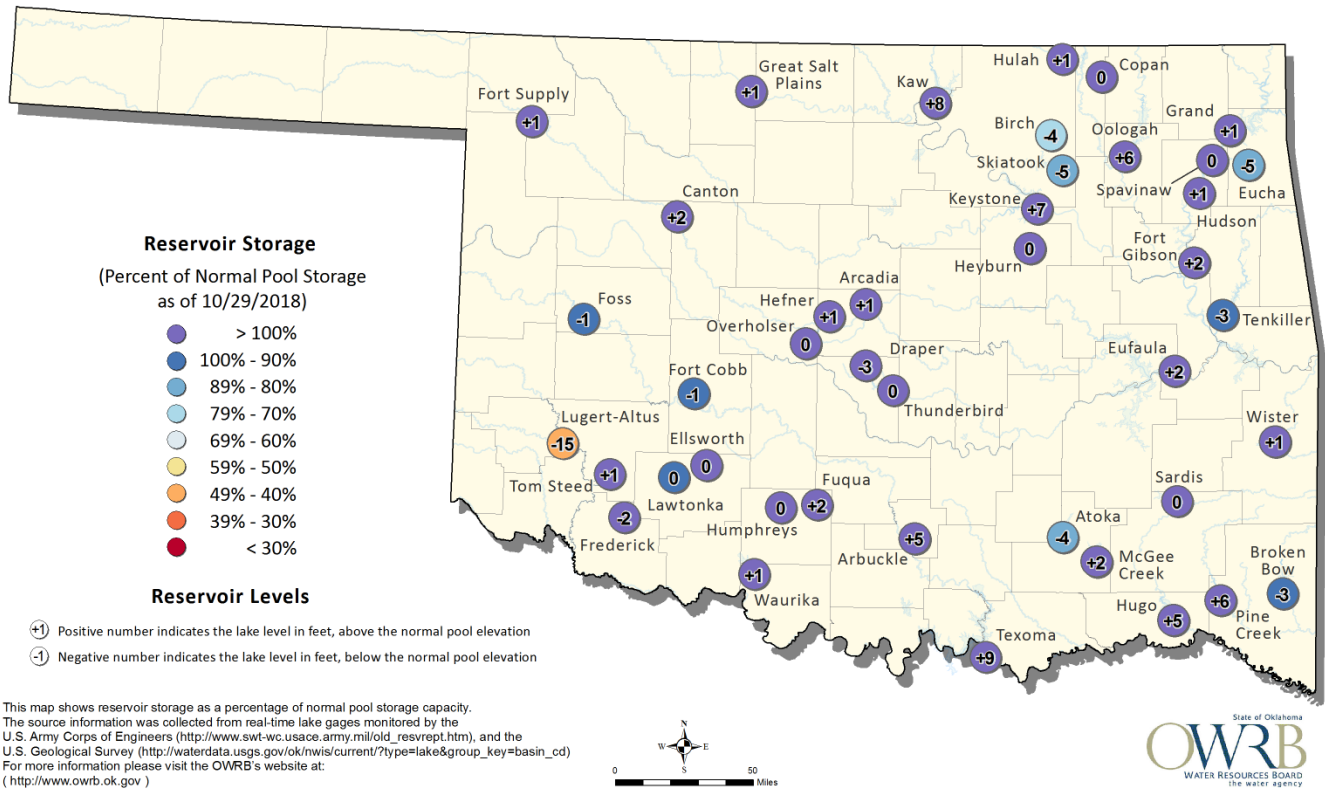 Hulah
+1
Copan
0
Great Salt
Plains
+1
Kaw
+8
Fort Supply
+1
Grand
+1
Birch
-4
Oologah
+6
Skiatook
-5
Spavinaw
0
-5
Eucha
+1
Hudson
Canton
+2
Keystone
+7
Heyburn
0
Fort
Gibson
+2
Reservoir Storage
(Percent of Normal Pool Storage
as of 10/29/2018)
> 100%
100% - 90%
89% - 80%
79% - 70%
69% - 60%
59% - 50%
49% - 40%
39% - 30%
< 30%
Foss
-1
Arcadia
+1
Hefner
+1
Overholser
0
Draper
-3
0
Thunderbird
-3
Tenkiller
Eufaula
+2
Fort Cobb
-1
Lugert-Altus
-15
Ellsworth
0
Wister
+1
Tom Steed
+1
0
Lawtonka
-2
Frederick
Humphreys
0
Fuqua
+2
Sardis
0
Atoka
-4
Arbuckle
+5
+2
McGee
Creek
Broken
Bow
-3
+1
Waurika
Hugo
+5
+6
Pine
Creek
Texoma
+9
Reservoir Levels
+1 Positive number indicates the lake level in feet, above the normal pool elevation
-1 Negative number indicates the lake level in feet, below the normal pool elevation
This map shows reservoir storage as a percentage of normal pool storage capacity.
The source information was collected from real-time lake gages monitored by the
U.S. Army Corps of Engineers (http://www.swt-wc.usace.army.mil/old_resvrept.htm), and the
U.S. Geological Survey (http://waterdata.usgs.gov/ok/nwis/current/?type=lake&group_key=basin_cd)
For more information please visit the OWRB's website at:
( http://www.owrb.ok.gov )
N
W E
S
0 50
Miles
State of Oklahoma
OWRB
WATER RESOURCES BOARD
the water agency